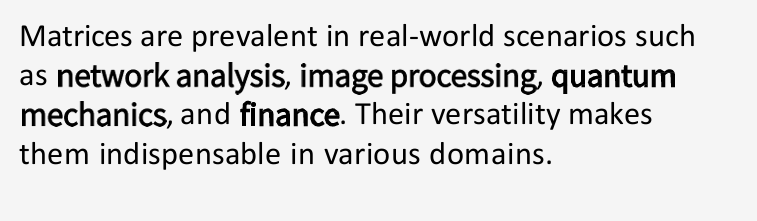 Matrices are prevalent in real-world scenarios such
as network analysis, image processing, quantum
mechanics, and finance. Their versatility makes
them indispensable in various domains.